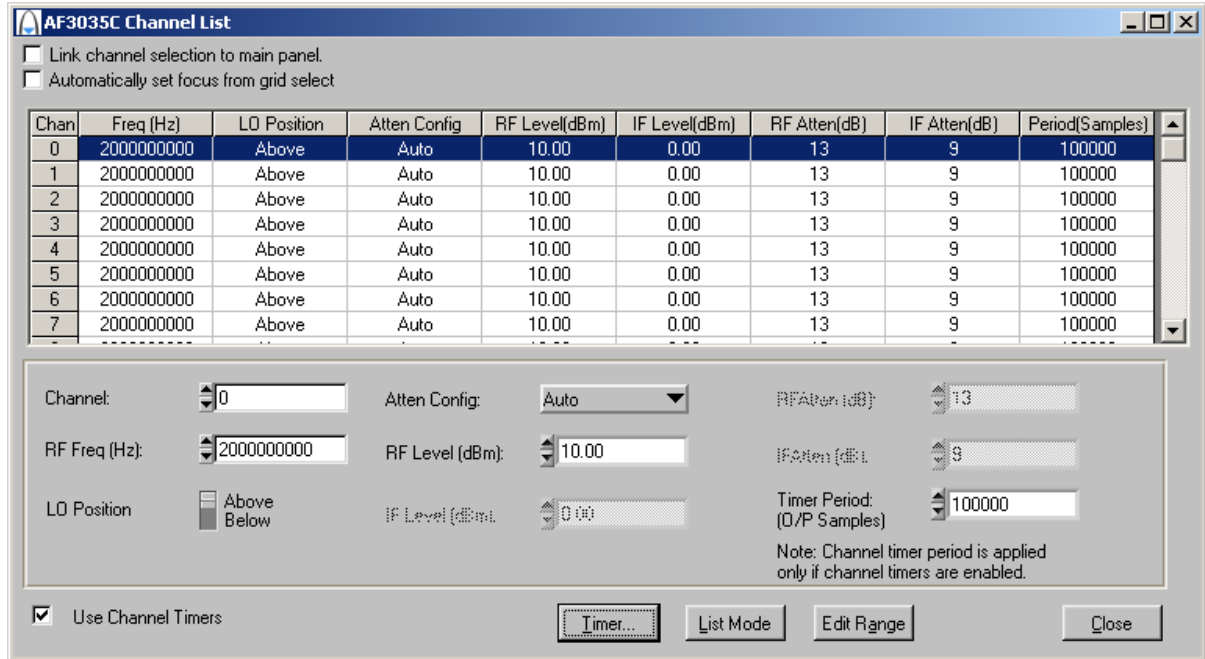 AF3035C Channel List
Link channel selection to main panel.
Automatically set focus from grid select
Chan Freq (Hz) LO Position Atten Config RF Level(dBm) IF Level(dBm) RF Atten(dB) IF Atten(dB) Period(Samples)
0 2000000000 Above Auto 10.00 0.00 13 9 100000
1 2000000000 Above Auto 10.00 0.00 13 9 100000
2 2000000000 Above Auto 10.00 0.00 13 9 100000
3 2000000000 Above Auto 10.00 0.00 13 9 100000
4 2000000000 Above Auto 10.00 0.00 13 9 100000
5 2000000000 Above Auto 10.00 0.00 13 9 100000
6 2000000000 Above Auto 10.00 0.00 13 9 100000
7 2000000000 Above Auto 10.00 0.00 13 9 100000
Channel: 0 Atten Config: Auto RFAtten (dB): 13
RF Freq (Hz): 2000000000 RF Level (dBm): 10.00 IFAtten (dB): 9
LO Position Above Below IF Level (dBm): 0.00 Timer Period: (O/P Samples) 100000
Note: Channel timer period is applied
only if channel timers are enabled.
Use Channel Timers Timer... List Mode Edit Range Close